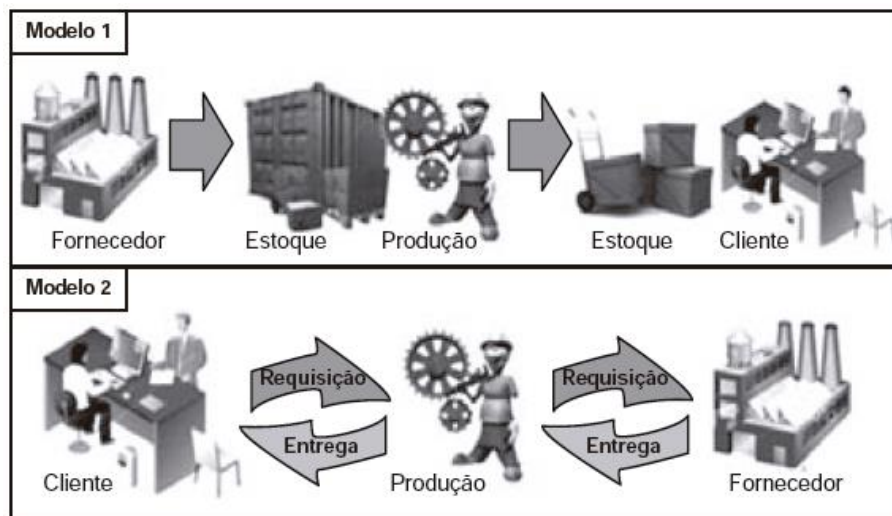 Modelo 1
Fornecedor Estoque Produção Estoque Cliente
Modelo 2
Requisição Requisição
Entrega Entrega
Cliente Produção Fornecedor